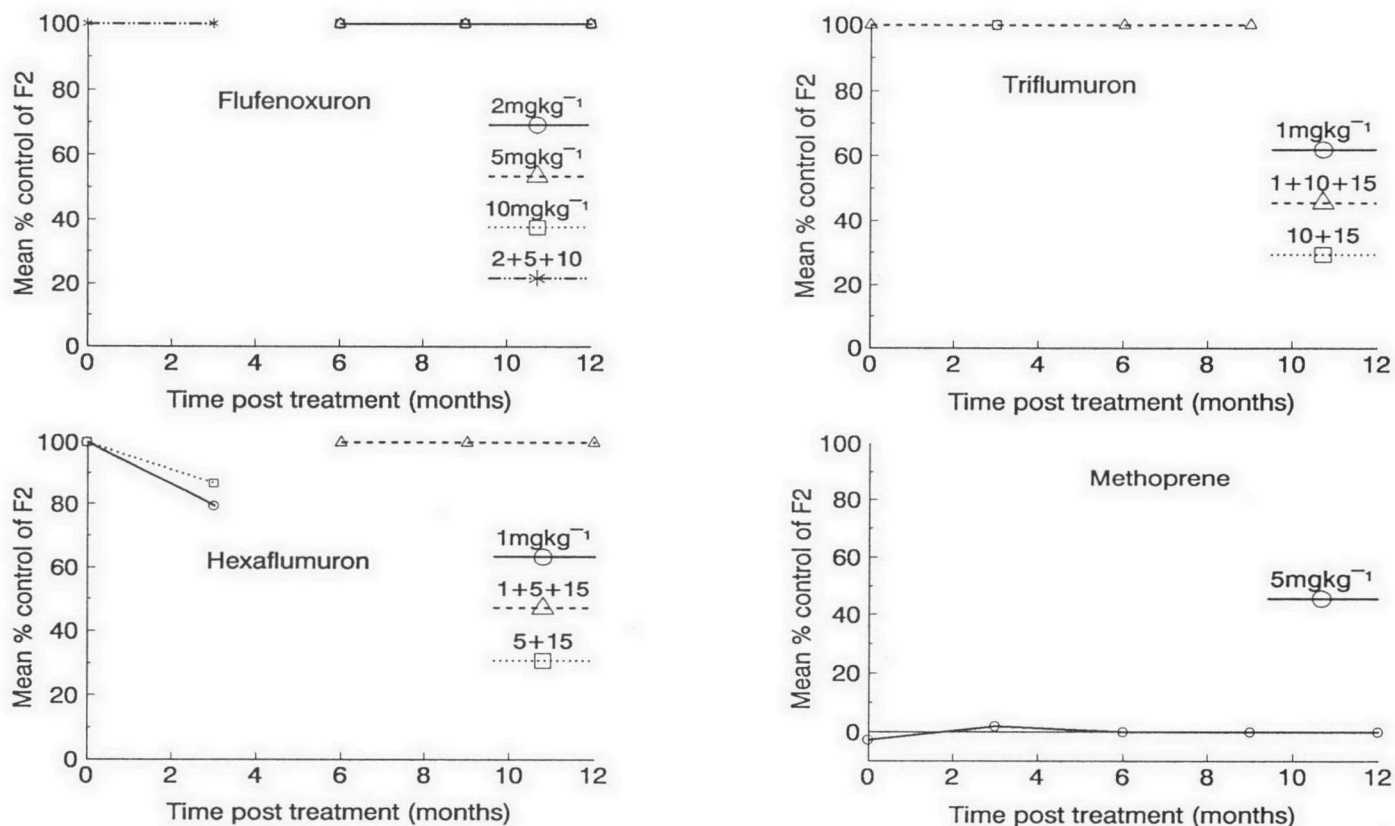 Mean % control of F2
100
80
60
40
20
0
Flufenoxuron
2mgkg⁻¹
5mgkg⁻¹
10mgkg⁻¹
2+5+10
0 2 4 6 8 10 12
Time post treatment (months)
Mean % control of F2
100
80
60
40
20
0
Triflumuron
1mgkg⁻¹
1+10+15
10+15
0 2 4 6 8 10 12
Time post treatment (months)
Mean % control of F2
100
80
60
40
20
0
Hexaflumuron
1mgkg⁻¹
1+5+15
5+15
0 2 4 6 8 10 12
Time post treatment (months)
Mean % control of F2
100
80
60
40
20
0
Methoprene
5mgkg⁻¹
0 2 4 6 8 10 12
Time post treatment (months)